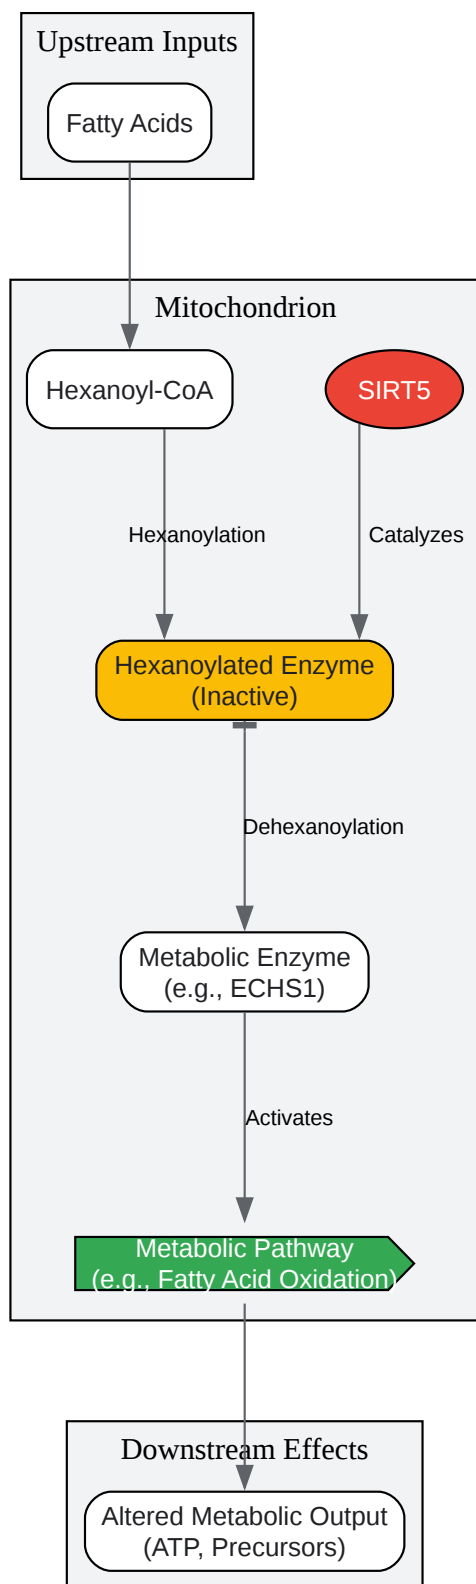 Upstream Inputs
Fatty Acids
Mitochondrion
Hexanoyl-CoA
SIRT5
Hexanoylation
Catalyzes
Hexanoylated Enzyme
(Inactive)
Dehexanoylation
Metabolic Enzyme
(e.g., ECHS1)
Activates
Metabolic Pathway
(e.g., Fatty Acid Oxidation)
Downstream Effects
Altered Metabolic Output
(ATP, Precursors)